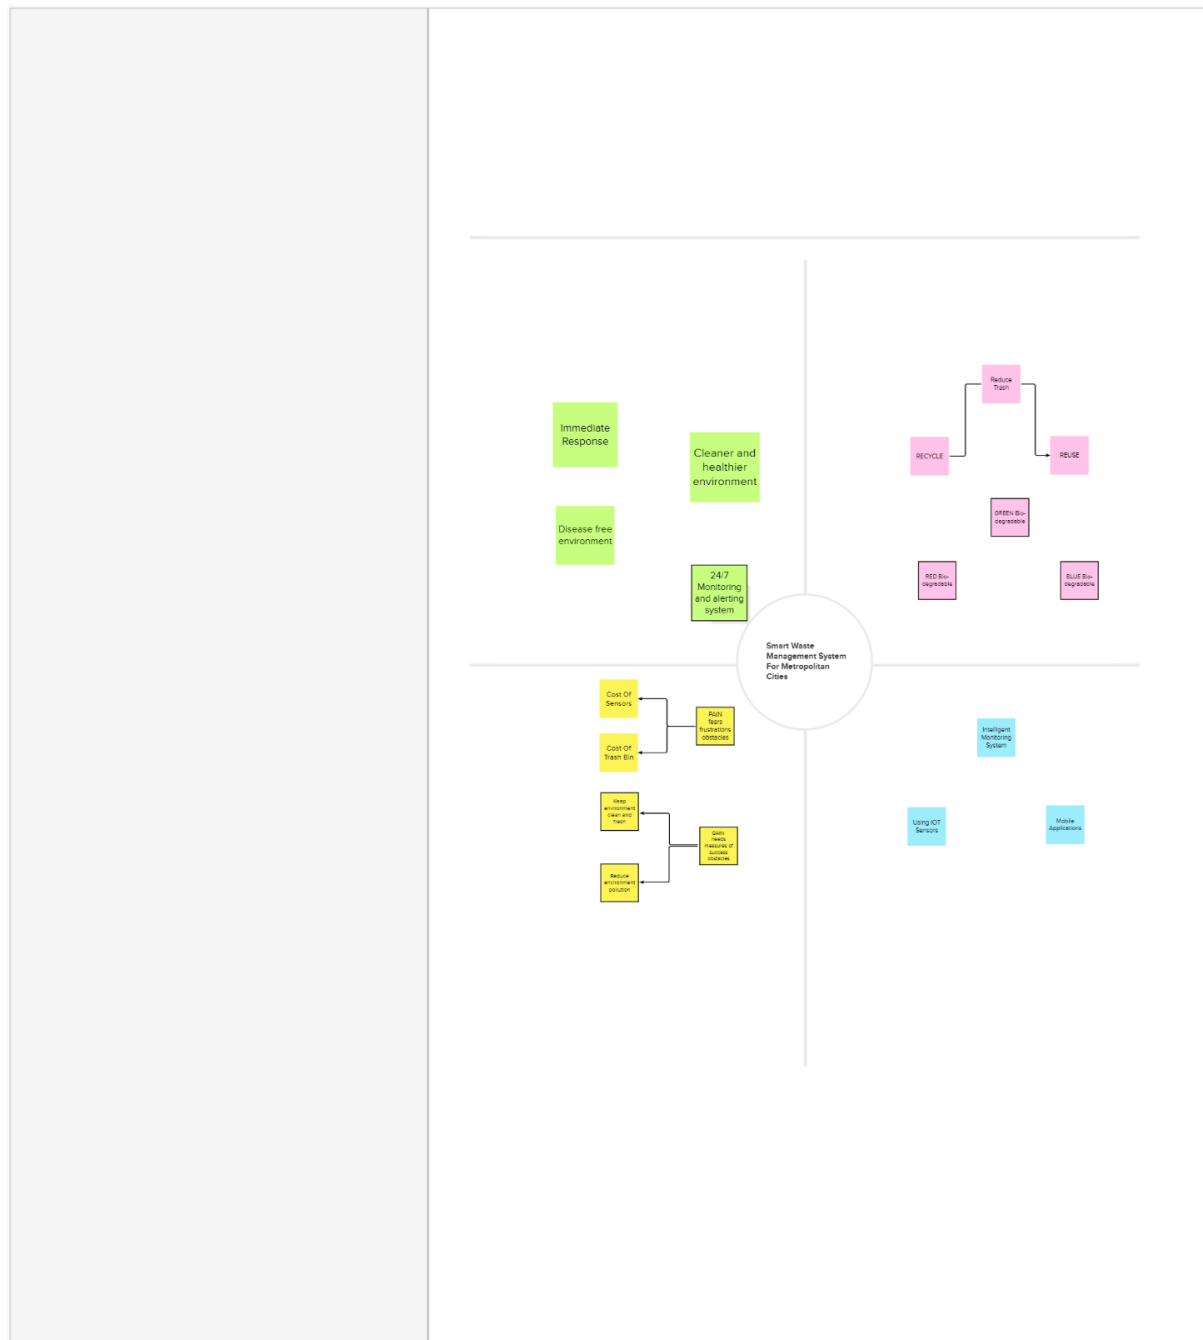 Immediate
Response
Cleaner and
healthier
environment
Disease free
environment
24/7
Monitoring
and alerting
system
Reduce
Trash
RECYCLE
REUSE
GREEN Bio-
degradable
RED Bio-
degradable
BLUE Bio-
degradable
Smart Waste
Management System
For Metropolitan
Cities
Cost Of
Sensors
Cost Of
Trash Bin
PAIN
fears
frustrations
obstacles
Keep
environment
clean and
fresh
Reduce
environment
pollution
GAIN
needs
measures of
success
obstacles
Intelligent
Monitoring
System
Using IOT
Sensors
Mobile
Applications